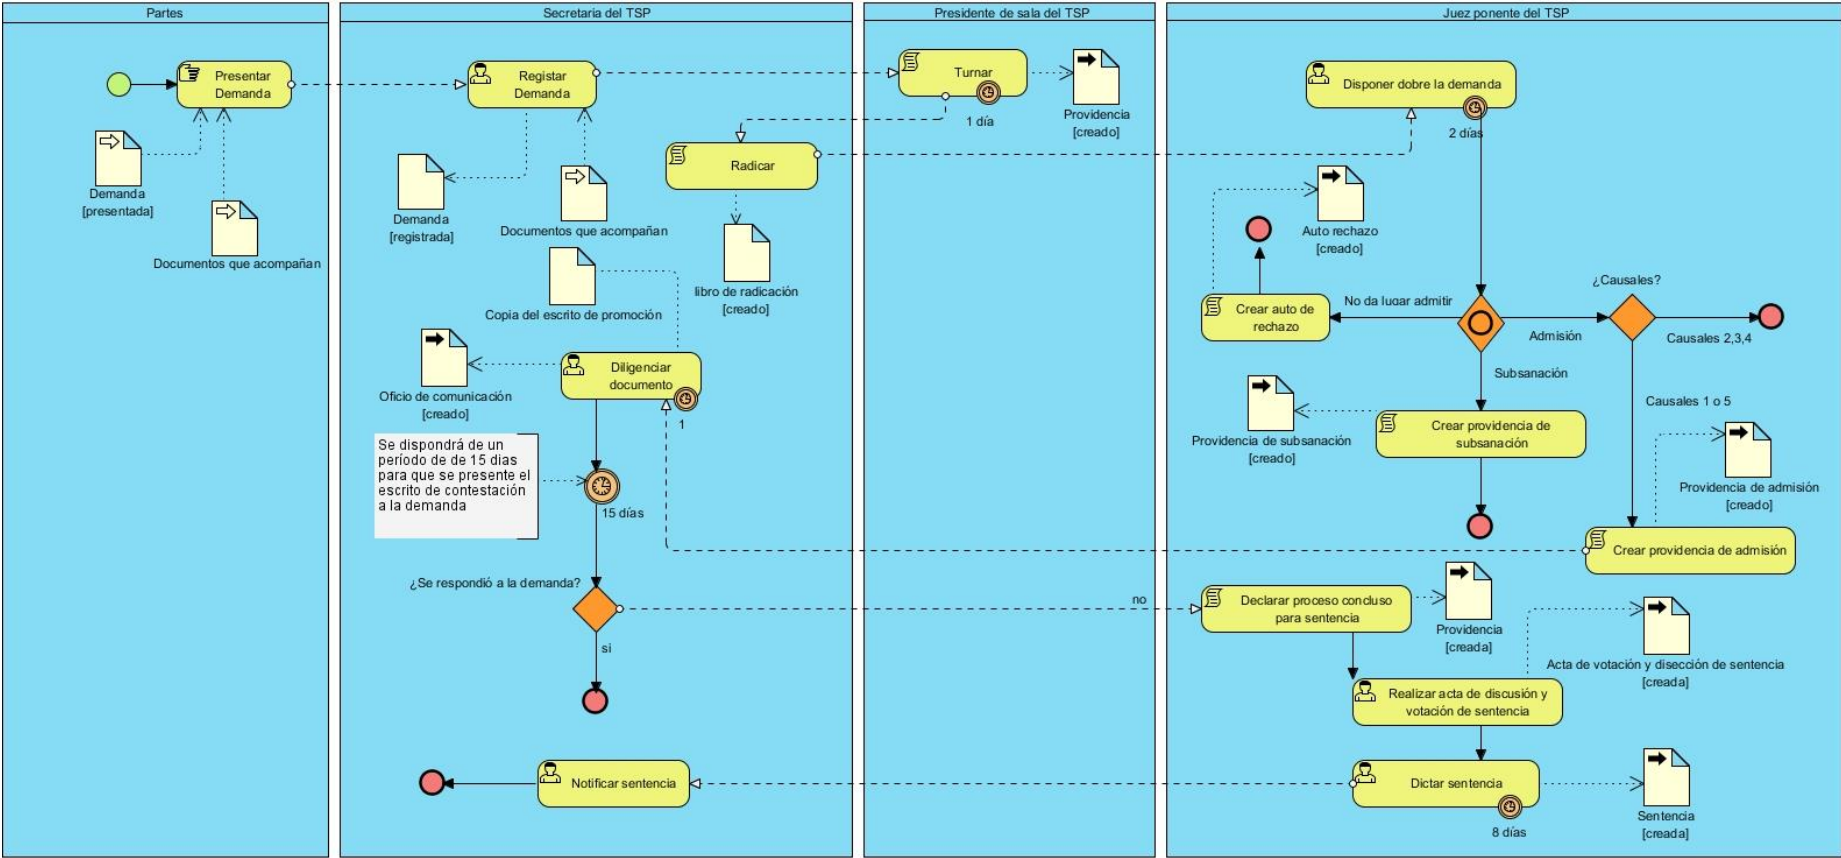 Partes
Secretaria del TSP
Presidente de sala del TSP
Juez ponente del TSP
Presentar
Demanda
Demanda
[presentada]
Documentos que acompañan
Registar
Demanda
Demanda
[registrada]
Documentos que acompañan
Turnar
1 día
Providencia
[creado]
Radicar
libro de radicación
[creado]
Disponer dobre la demanda
2 días
Auto rechazo
[creado]
Crear auto de
rechazo
No da lugar admitir
Admisión
¿Causales?
Causales 2,3,4
Causales 1 o 5
Subsanación
Crear providencia de
subsanación
Providencia de subsanación
[creado]
Providencia de admisión
[creado]
Crear providencia de admisión
Copia del escrito de promoción
Diligenciar
documento
1
Oficio de comunicación
[creado]
Se dispondrá de un
período de de 15 dias
para que se presente el
escrito de contestación
a la demanda
15 días
¿Se respondió a la demanda?
no
si
Declarar proceso concluso
para sentencia
Providencia
[creada]
Realizar acta de discusión y
votación de sentencia
Acta de votación y disección de sentencia
[creada]
Dictar sentencia
8 días
Sentencia
[creada]
Notificar sentencia